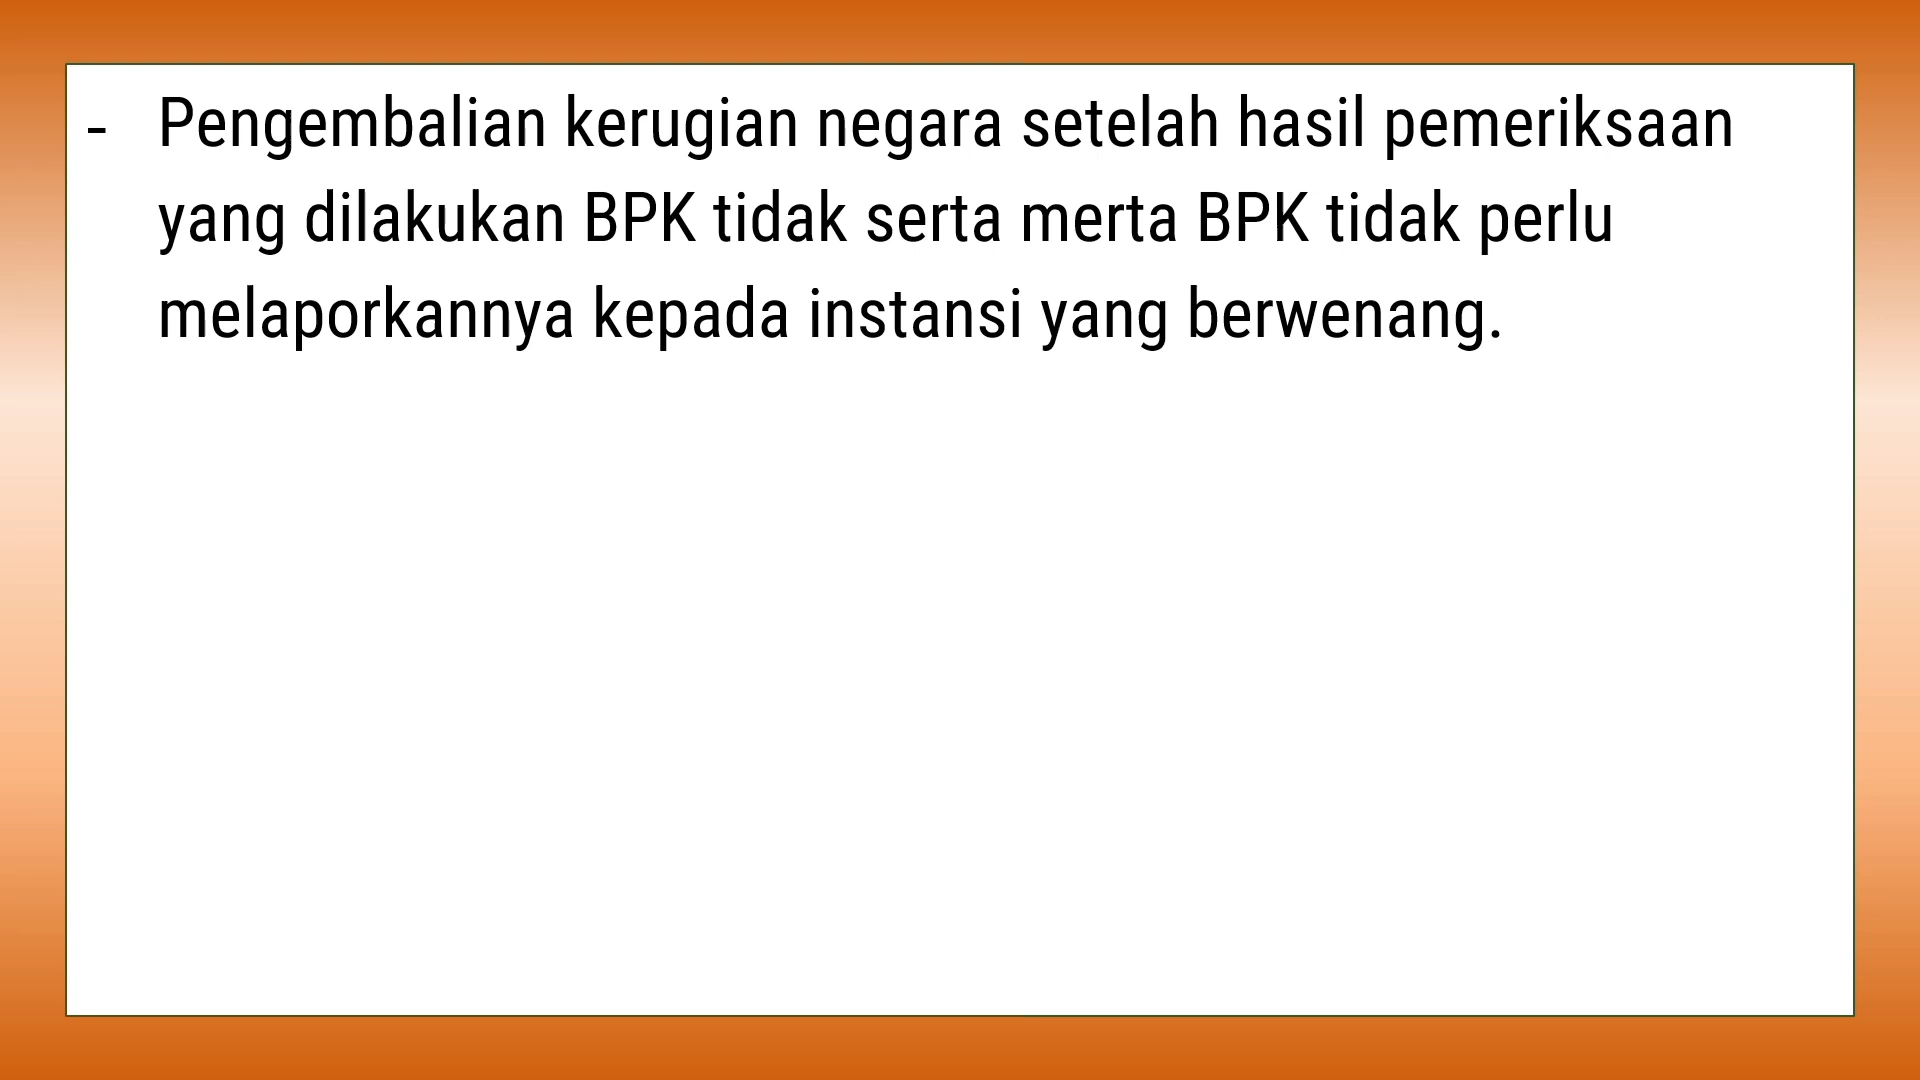 - Pengembalian kerugian negara setelah hasil pemeriksaan
yang dilakukan BPK tidak serta merta BPK tidak perlu
melaporkannya kepada instansi yang berwenang.